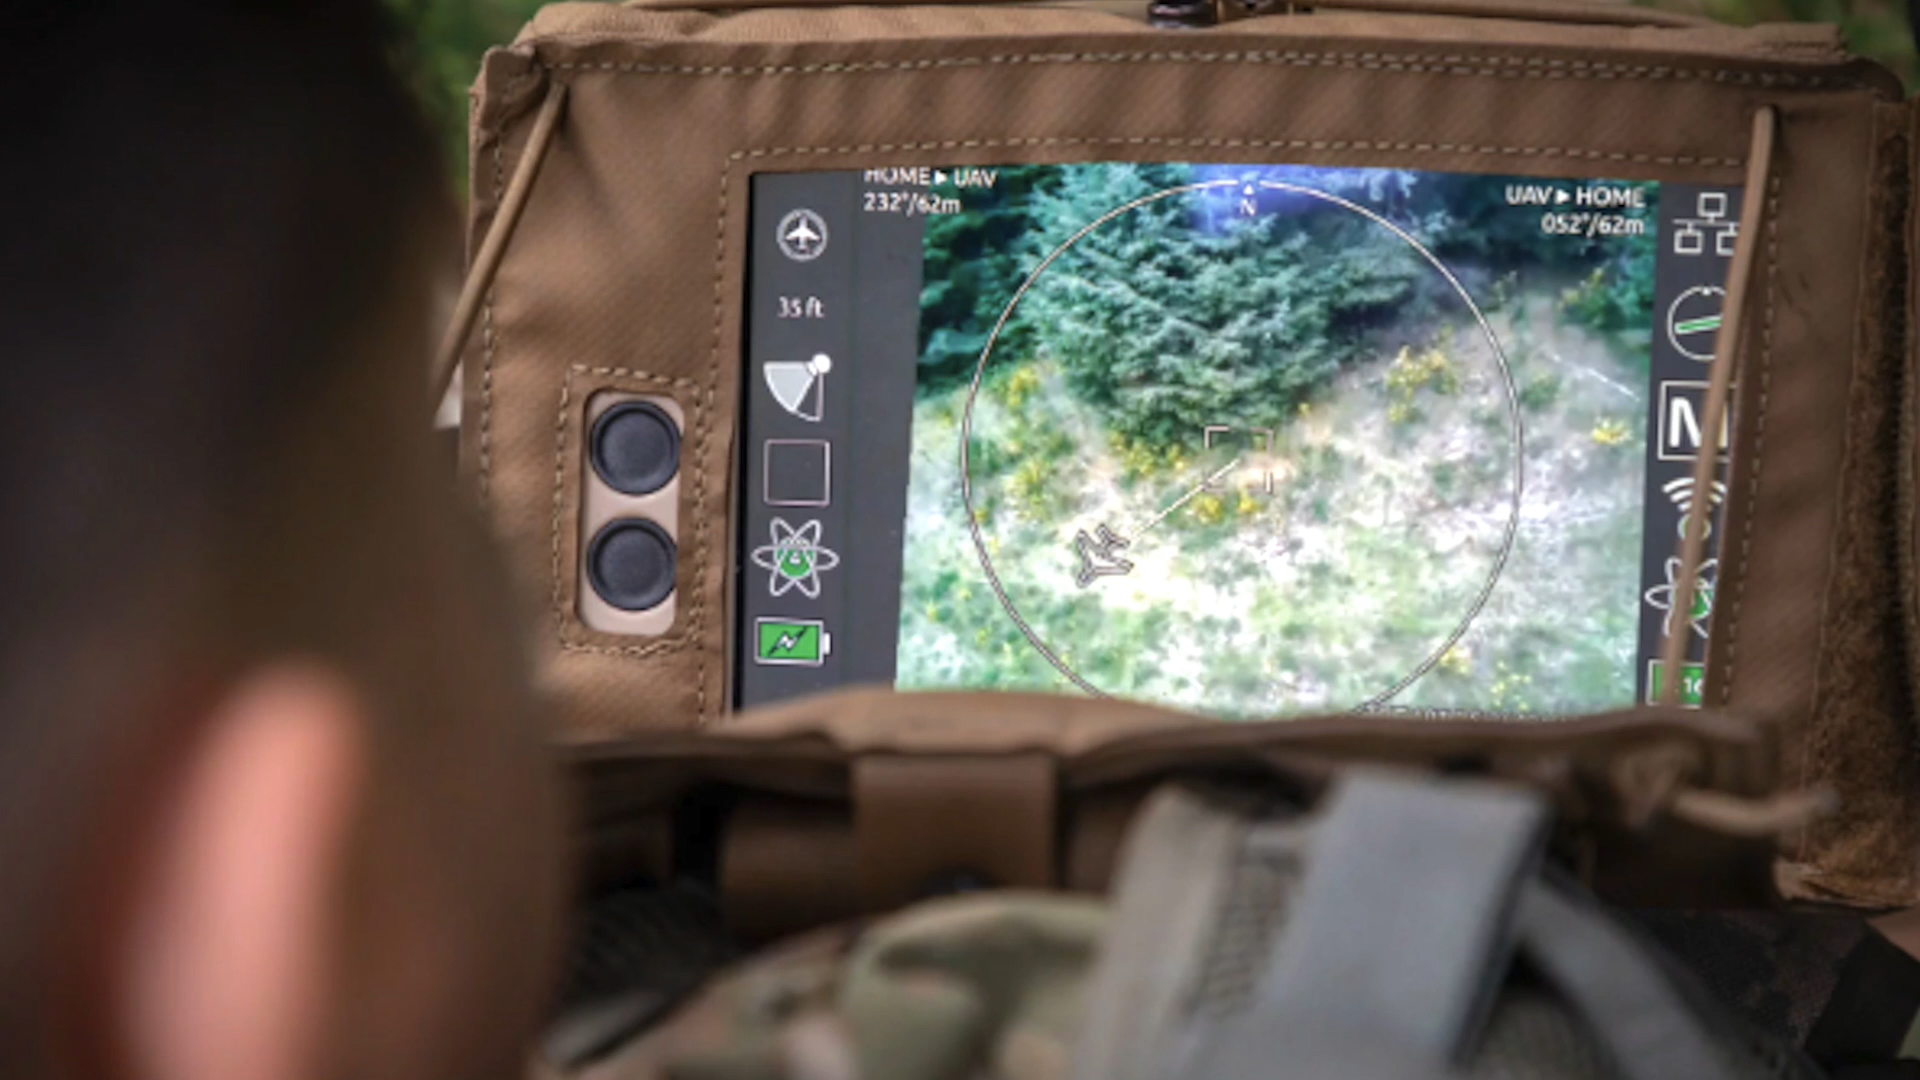 HOME ▶ UAV
232°/62m
UAV ▶ HOME
052°/62m
N
35 ft
M